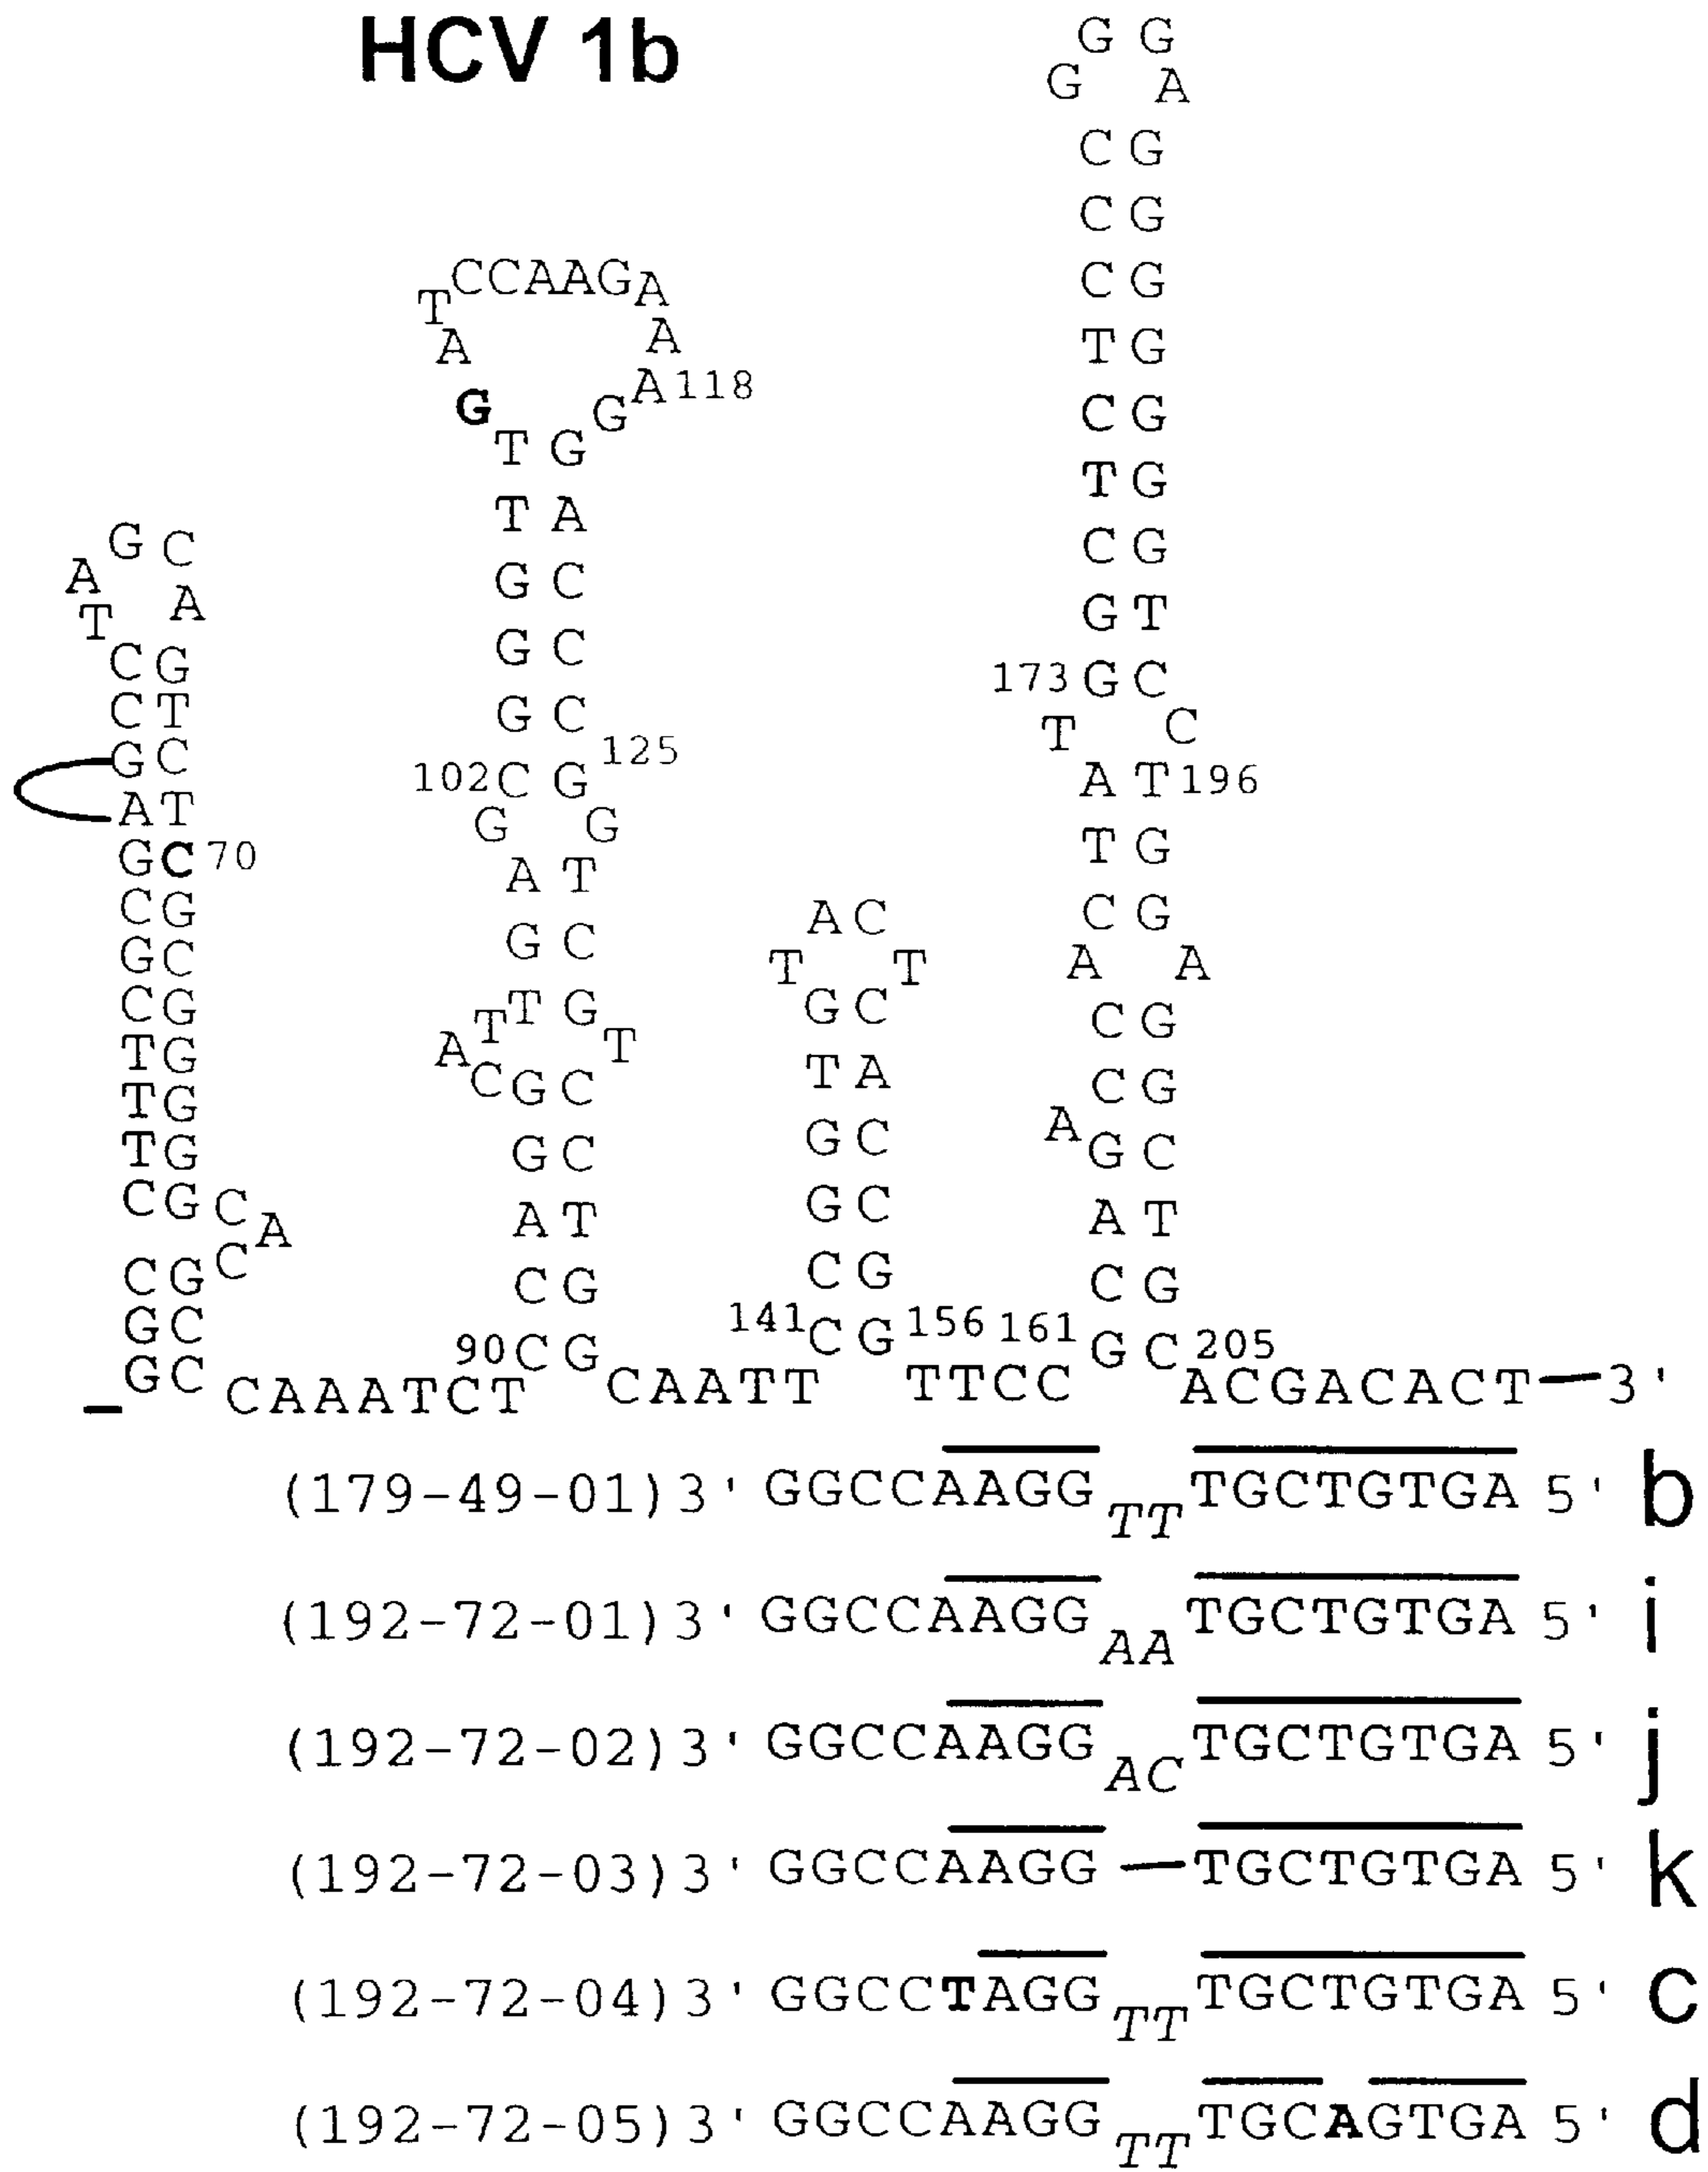 HCV 1b
G C
A A
T
C G
C T
G C
A T
G C 70
C G
G C
C G
T G
T G
T G
C G C
A
C G C
G C
G C
CCAAGA
T A
A A 118
G G
T G
T A
G C
G C
G C 125
102 C G
G G
A T
G C
T T G T
A C G C
G C
A T
C G
90 C G
A C
T T
G C
T A
G C
G C
C G
141 C G 156
G G
G A
C G
C G
C G
T G
C G
T G
C G
G T
173 G C
T C
A T 196
T G
C G
A A
C G
C G
A G C
A T
C G
161 G C 205
CAAATCT CAATT TTCC ACGACACT 3'
(179-49-01) 3' GGCCAAGG TT TGCTGTGA 5' b
(192-72-01) 3' GGCCAAGG AA TGCTGTGA 5' i
(192-72-02) 3' GGCCAAGG AC TGCTGTGA 5' j
(192-72-03) 3' GGCCAAGG — TGCTGTGA 5' k
(192-72-04) 3' GGCCTAGG TT TGCTGTGA 5' c
(192-72-05) 3' GGCCAAGG TT TGCAGTGA 5' d